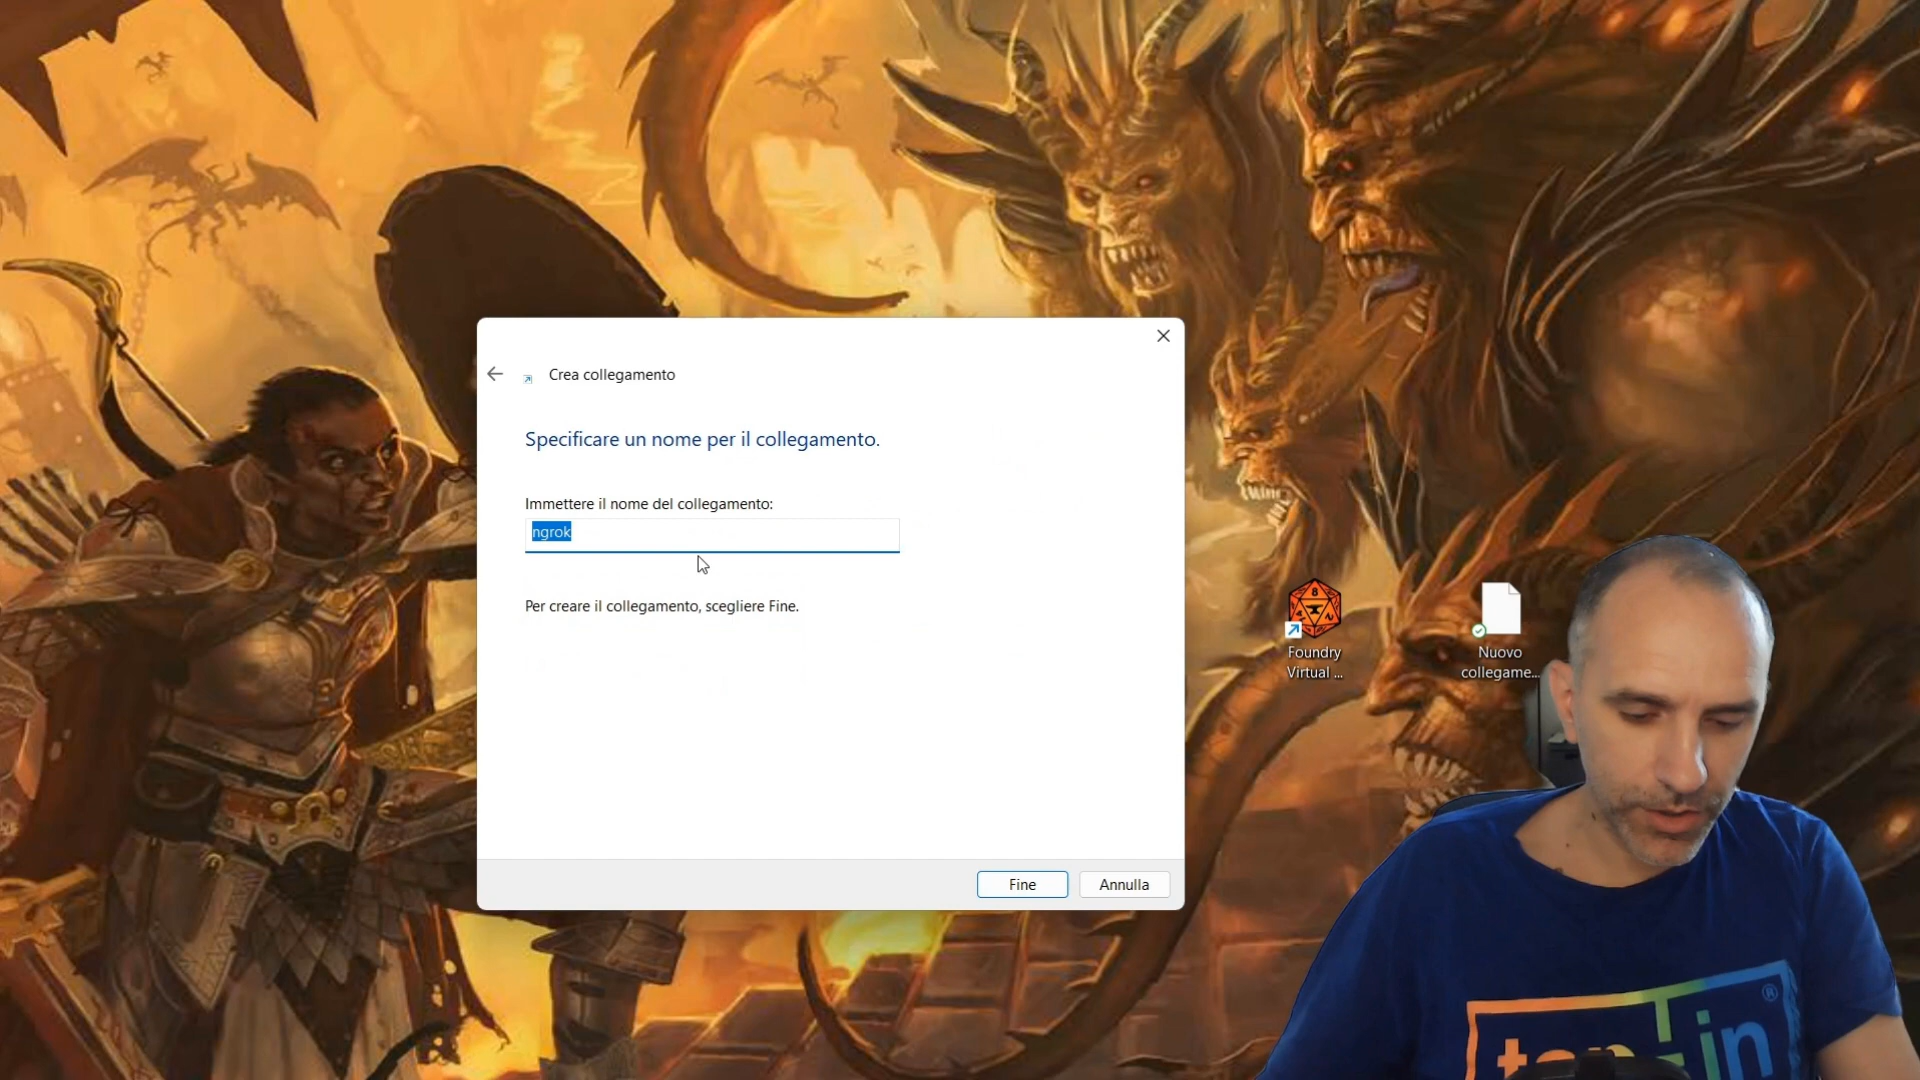 Crea collegamento
Specificare un nome per il collegamento.
Immettere il nome del collegamento:
ngrok
Per creare il collegamento, scegliere Fine.
Fine
Annulla
8
Foundry
Virtual ...
Nuovo
collegame...
®